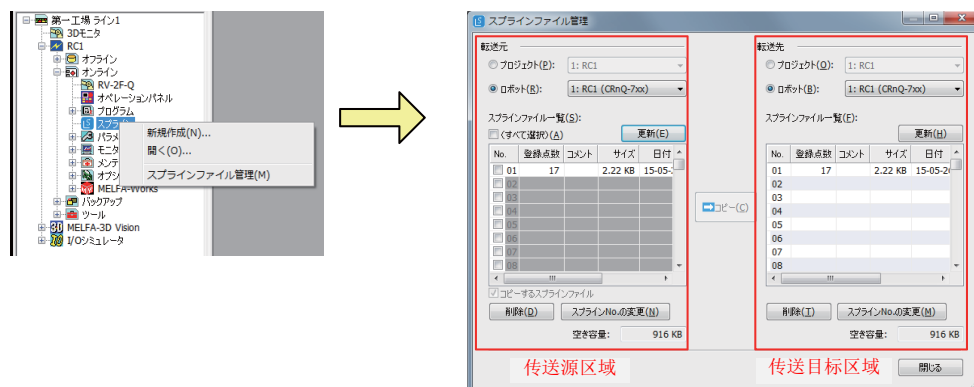 第一工場 ライン1
3Dモニタ
RC1
オフライン
オンライン
RV-2F-Q
オペレーションパネル
プログラム
スプライ
パラメ
モニタ
メンテ
オプシ
MELFA-Works
バックアップ
ツール
MELFA-3D Vision
I/Oシミュレータ
新規作成(N)...
開く(O)...
スプラインファイル管理(M)
スプラインファイル管理
転送元
プロジェクト(P): 1: RC1
ロボット(R): 1: RC1 (CRnQ-7xx)
スプラインファイル一覧(S):
(すべて選択)(A) 更新(E)
No. 登録点数 コメント サイズ 日付
01 17 2.22 KB 15-05-
02
03
04
05
06
07
08
コピーするスプラインファイル
削除(D) スプラインNo.の変更(N)
空き容量: 916 KB
传送源区域
コピー(C)
転送先
プロジェクト(O): 1: RC1
ロボット(B): 1: RC1 (CRnQ-7xx)
スプラインファイル一覧(F):
更新(H)
No. 登録点数 コメント サイズ 日付
01 17 2.22 KB 15-05-2
02
03
04
05
06
07
08
削除(T) スプラインNo.の変更(M)
空き容量: 916 KB
传送目标区域
閉じる